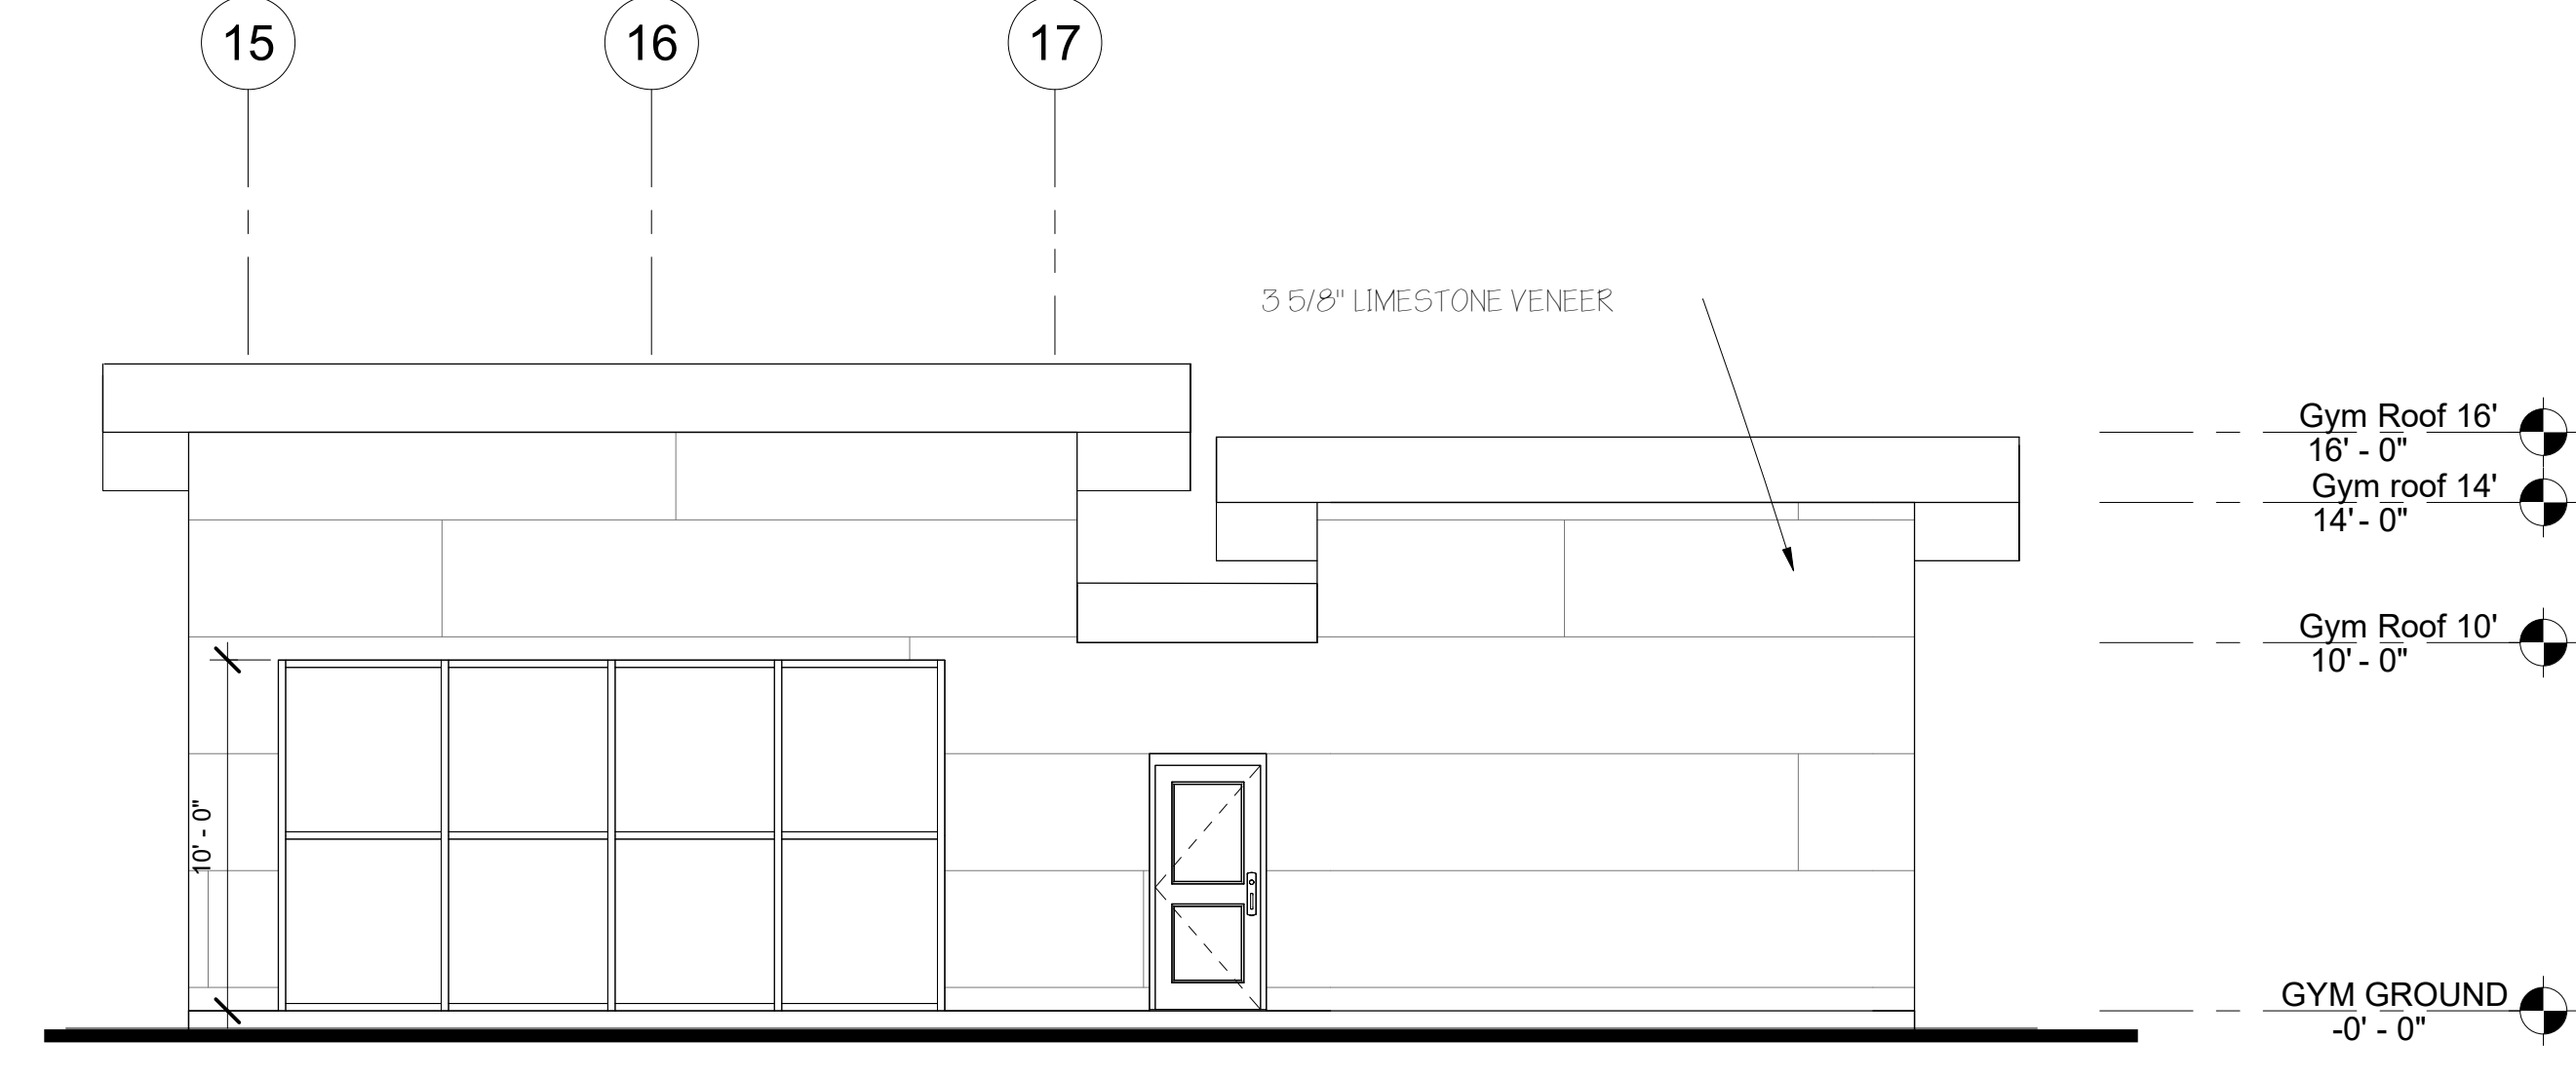 15
16
17
3 5/8" LIMESTONE VENEER
Gym Roof 16'
16' - 0"
Gym roof 14'
14' - 0"
Gym Roof 10'
10' - 0"
10' - 0"
GYM GROUND
-0' - 0"